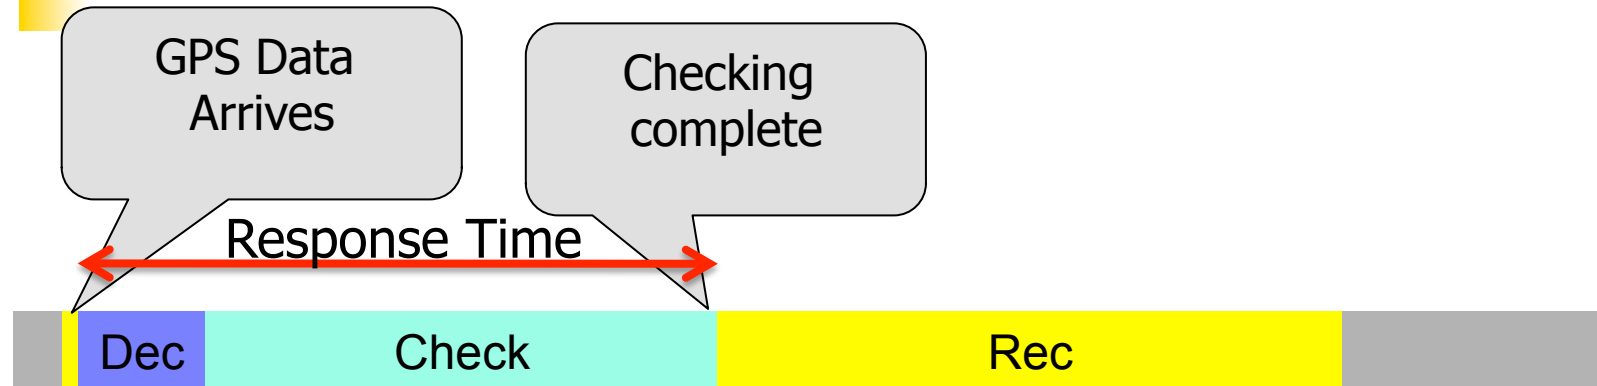 GPS Data
Arrives
Checking
complete
Response Time
Dec
Check
Rec